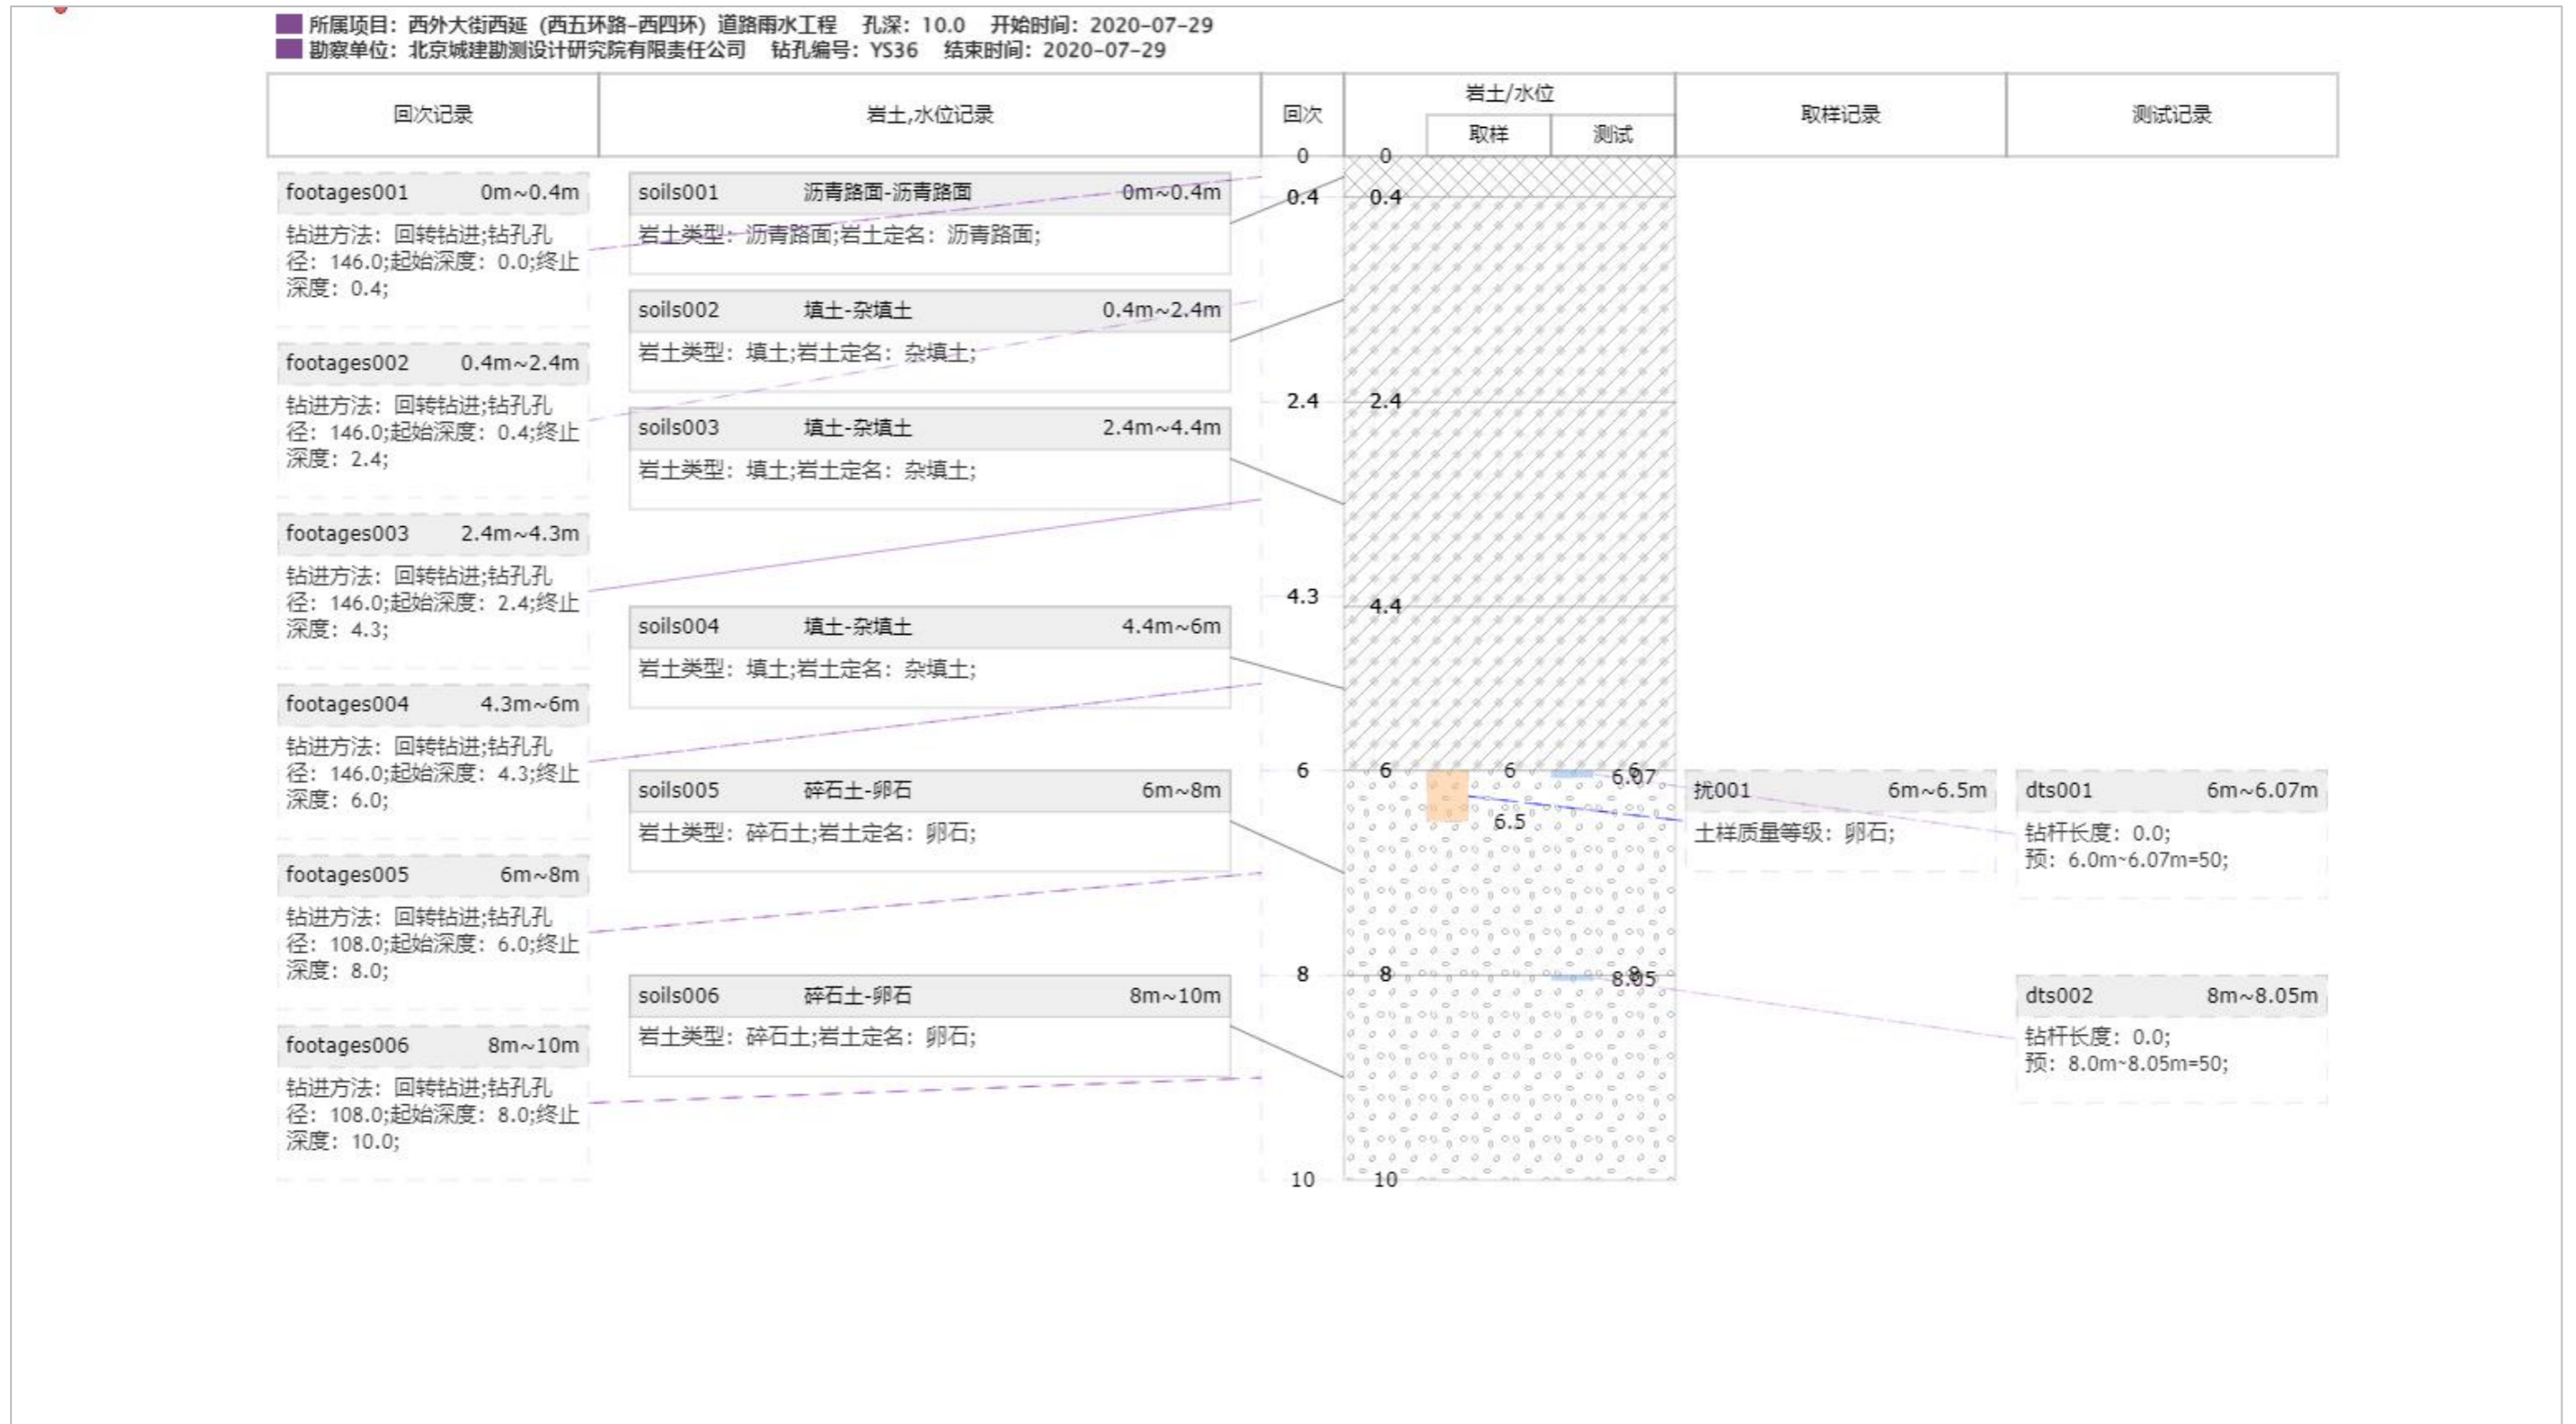 所属项目：西外大街西延（西五环路-西四环）道路雨水工程 孔深：10.0 开始时间：2020-07-29
勘察单位：北京城建勘测设计研究院有限责任公司 钻孔编号：YS36 结束时间：2020-07-29
回次记录
岩土,水位记录
回次
岩土/水位
取样
测试
取样记录
测试记录
footages001 0m~0.4m
钻进方法：回转钻进;钻孔孔
径：146.0;起始深度：0.0;终止
深度：0.4;
footages002 0.4m~2.4m
钻进方法：回转钻进;钻孔孔
径：146.0;起始深度：0.4;终止
深度：2.4;
footages003 2.4m~4.3m
钻进方法：回转钻进;钻孔孔
径：146.0;起始深度：2.4;终止
深度：4.3;
footages004 4.3m~6m
钻进方法：回转钻进;钻孔孔
径：146.0;起始深度：4.3;终止
深度：6.0;
footages005 6m~8m
钻进方法：回转钻进;钻孔孔
径：108.0;起始深度：6.0;终止
深度：8.0;
footages006 8m~10m
钻进方法：回转钻进;钻孔孔
径：108.0;起始深度：8.0;终止
深度：10.0;
soils001 沥青路面-沥青路面 0m~0.4m
岩土类型：沥青路面;岩土定名：沥青路面;
soils002 填土-杂填土 0.4m~2.4m
岩土类型：填土;岩土定名：杂填土;
soils003 填土-杂填土 2.4m~4.4m
岩土类型：填土;岩土定名：杂填土;
soils004 填土-杂填土 4.4m~6m
岩土类型：填土;岩土定名：杂填土;
soils005 碎石土-卵石 6m~8m
岩土类型：碎石土;岩土定名：卵石;
soils006 碎石土-卵石 8m~10m
岩土类型：碎石土;岩土定名：卵石;
0
0.4
2.4
4.3
6
8
10
0
0.4
2.4
4.4
6
8
10
6
6.5
6
6.07
8
8.05
扰001 6m~6.5m
土样质量等级：卵石;
dts001 6m~6.07m
钻杆长度：0.0;
预：6.0m~6.07m=50;
dts002 8m~8.05m
钻杆长度：0.0;
预：8.0m~8.05m=50;